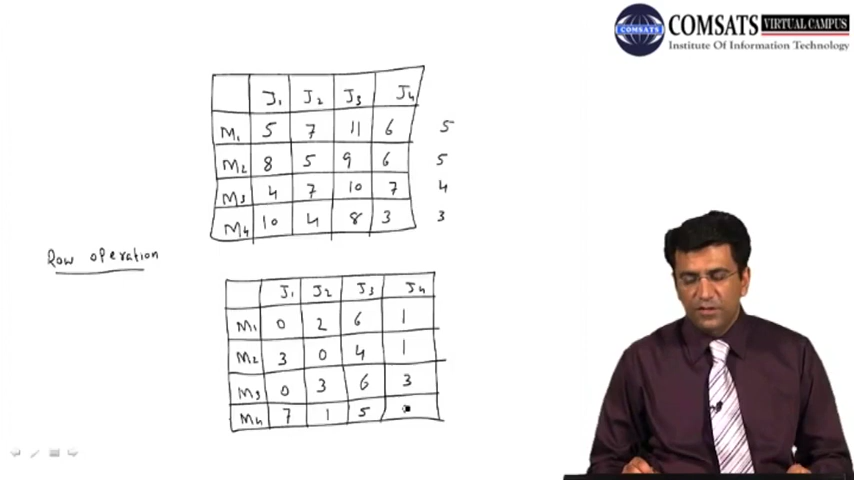 COMSATS
COMSATS VIRTUAL CAMPUS
Institute Of Information Technology
J1 J2 J3 J4
M1 5 7 11 6 5
M2 8 5 9 6 5
M3 4 7 10 7 4
M4 10 4 8 3 3
Row operation
J1 J2 J3 J4
M1 0 2 6 1
M2 3 0 4 1
M3 0 3 6 3
M4 7 1 5